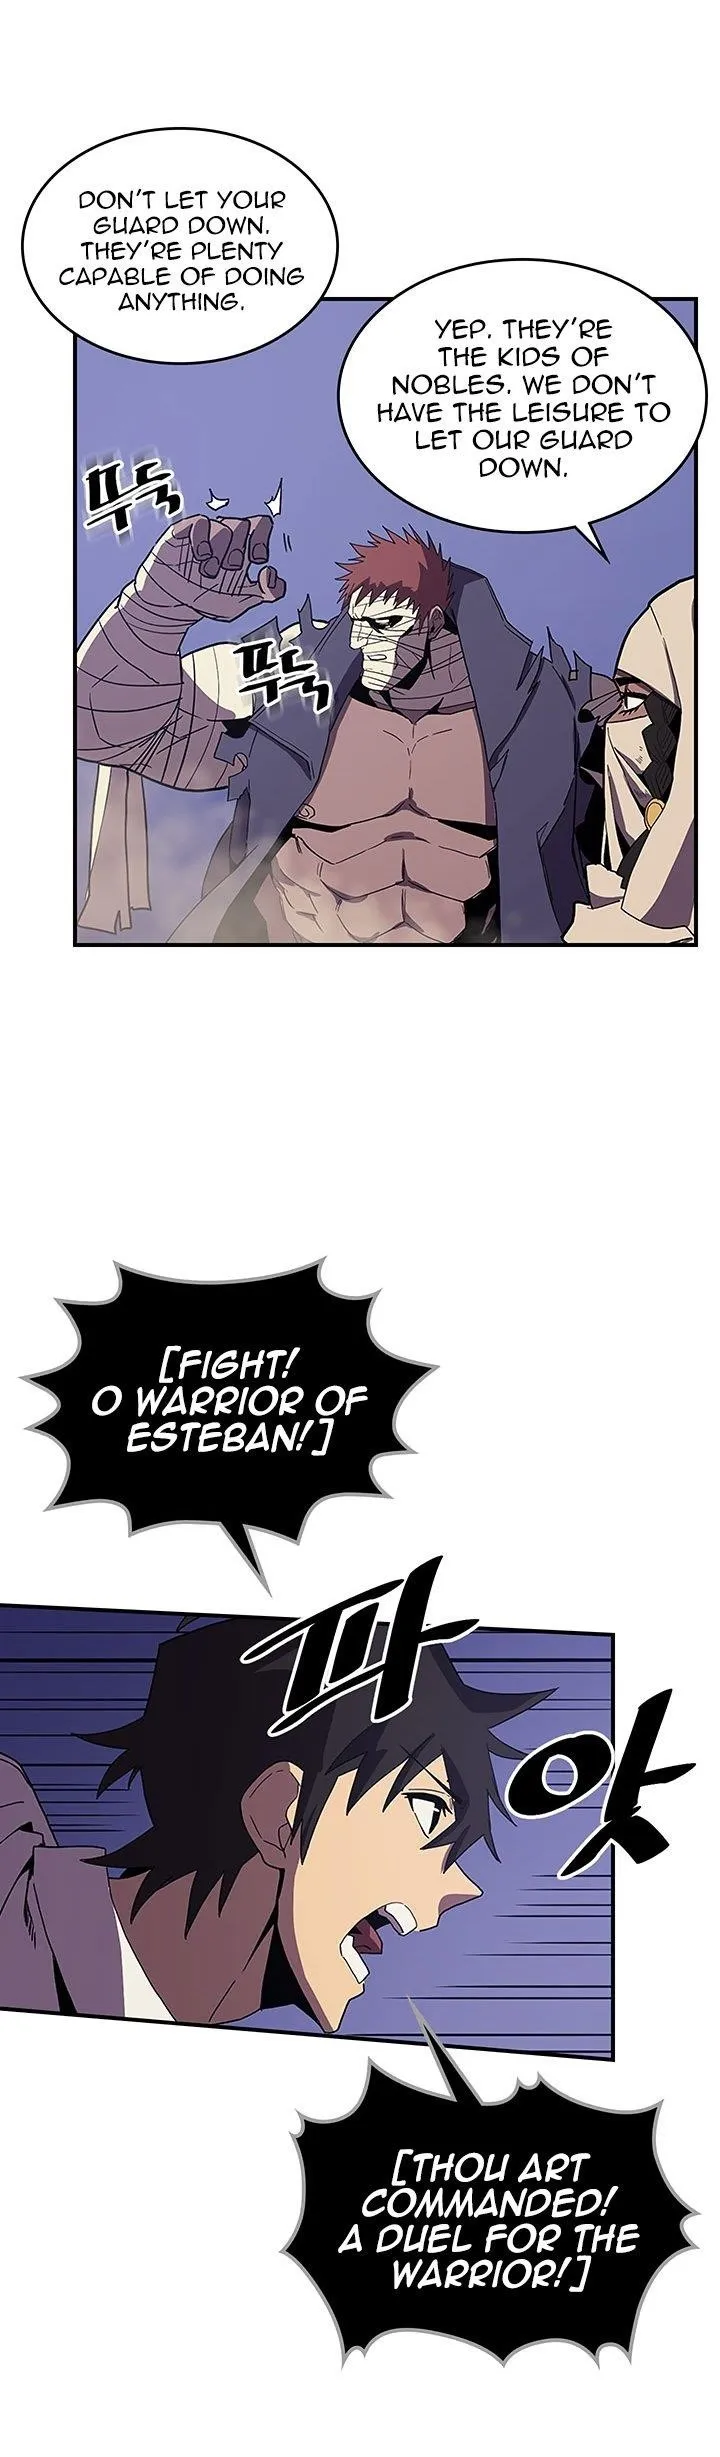 DON'T LET YOUR
GUARD DOWN.
THEY'RE PLENTY
CAPABLE OF DOING
ANYTHING.
YEP. THEY'RE
THE KIDS OF
NOBLES. WE DON'T
HAVE THE LEISURE TO
LET OUR GUARD
DOWN.
뿌둑
뿌둑
[FIGHT!
O WARRIOR OF
ESTEBAN!]
파
앗
[THOU ART
COMMANDED!
A DUEL FOR THE
WARRIOR!]